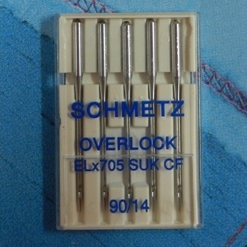 SCHMETZ
OVERLOCK
ELx705 SUK CF
90/14